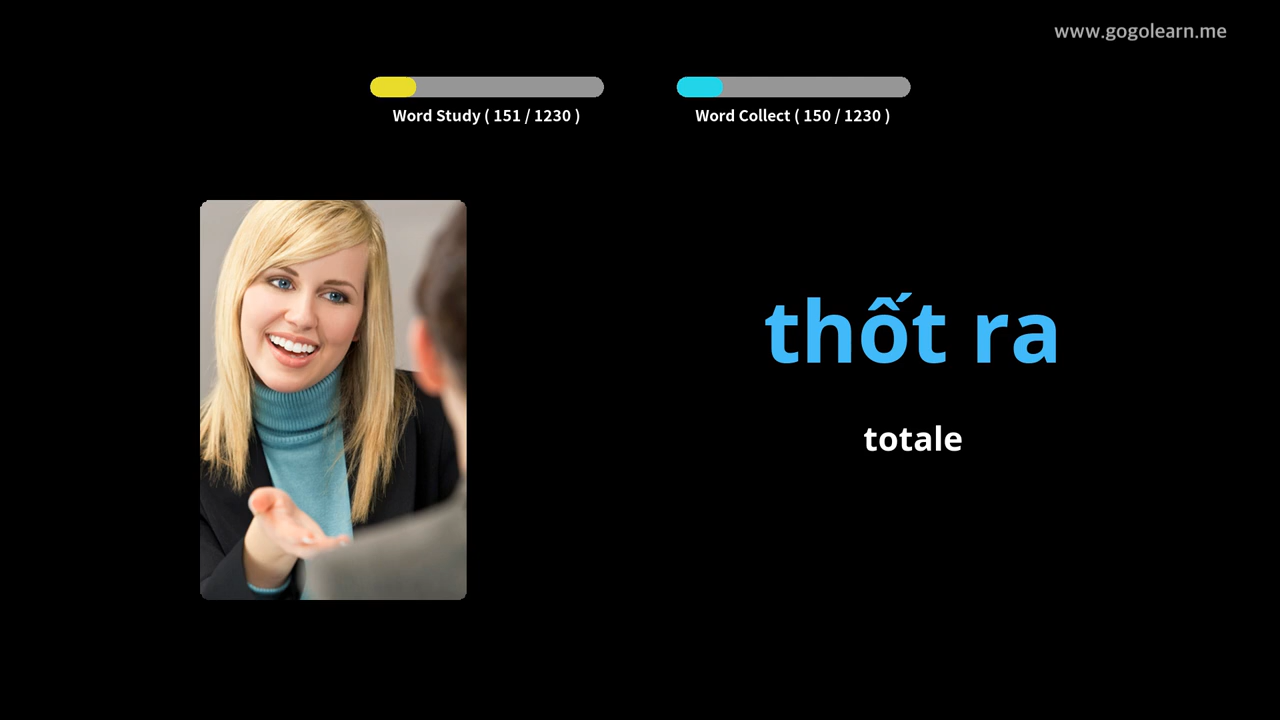 www.gogolearn.me
Word Study ( 151 / 1230 )
Word Collect ( 150 / 1230 )
thốt ra
totale